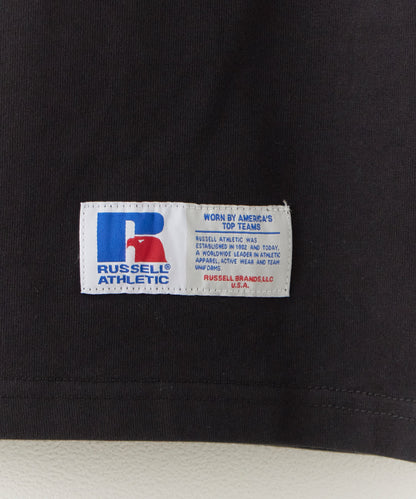 R
RUSSELL®
ATHLETIC
WORN BY AMERICA'S
TOP TEAMS
RUSSELL ATHLETIC WAS
ESTABLISHED IN 1902 AND TODAY,
A WORLDWIDE LEADER IN ATHLETIC
APPAREL, ACTIVE WEAR AND TEAM
UNIFORMS.
RUSSELL BRANDS, LLC
U.S.A.